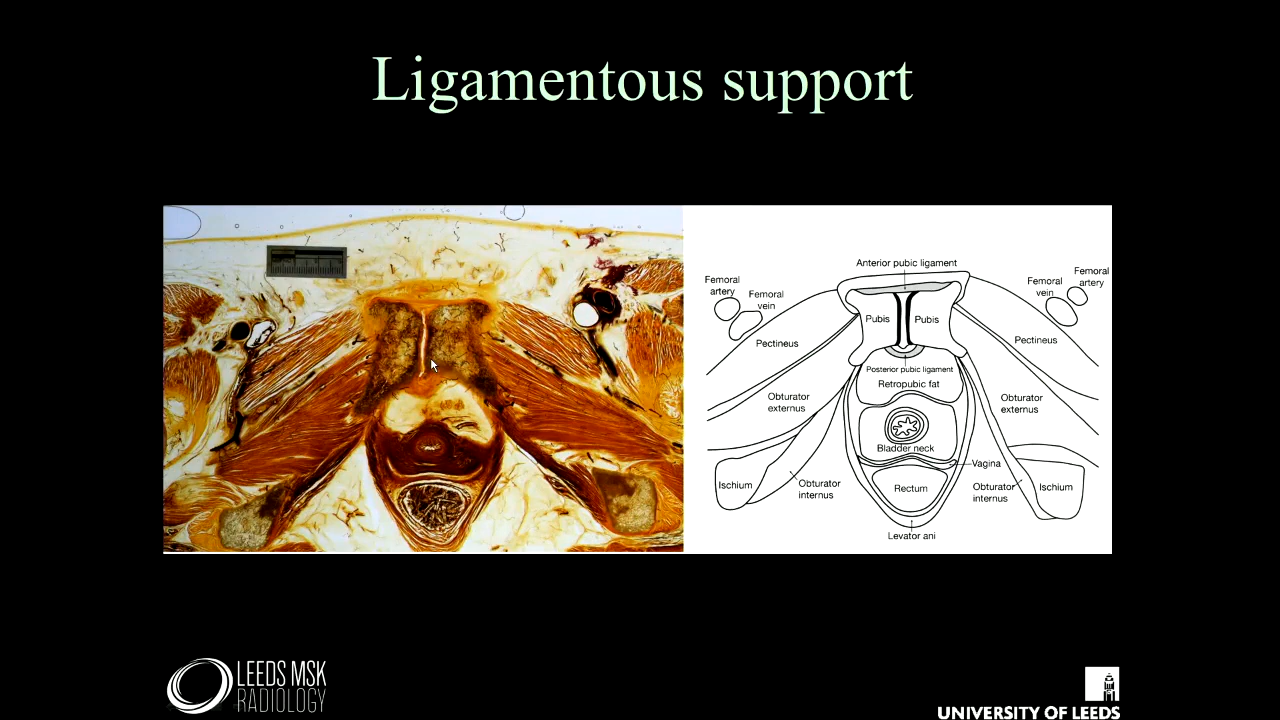 Ligamentous support
Anterior pubic ligament
Femoral
artery
Femoral
vein
Femoral
vein
Femoral
artery
Pubis
Pubis
Pectineus
Pectineus
Posterior pubic ligament
Retropubic fat
Obturator
externus
Obturator
externus
Bladder neck
Vagina
Ischium
Obturator
internus
Rectum
Obturator
internus
Ischium
Levator ani
LEEDS MSK
RADIOLOGY
UNIVERSITY OF LEEDS